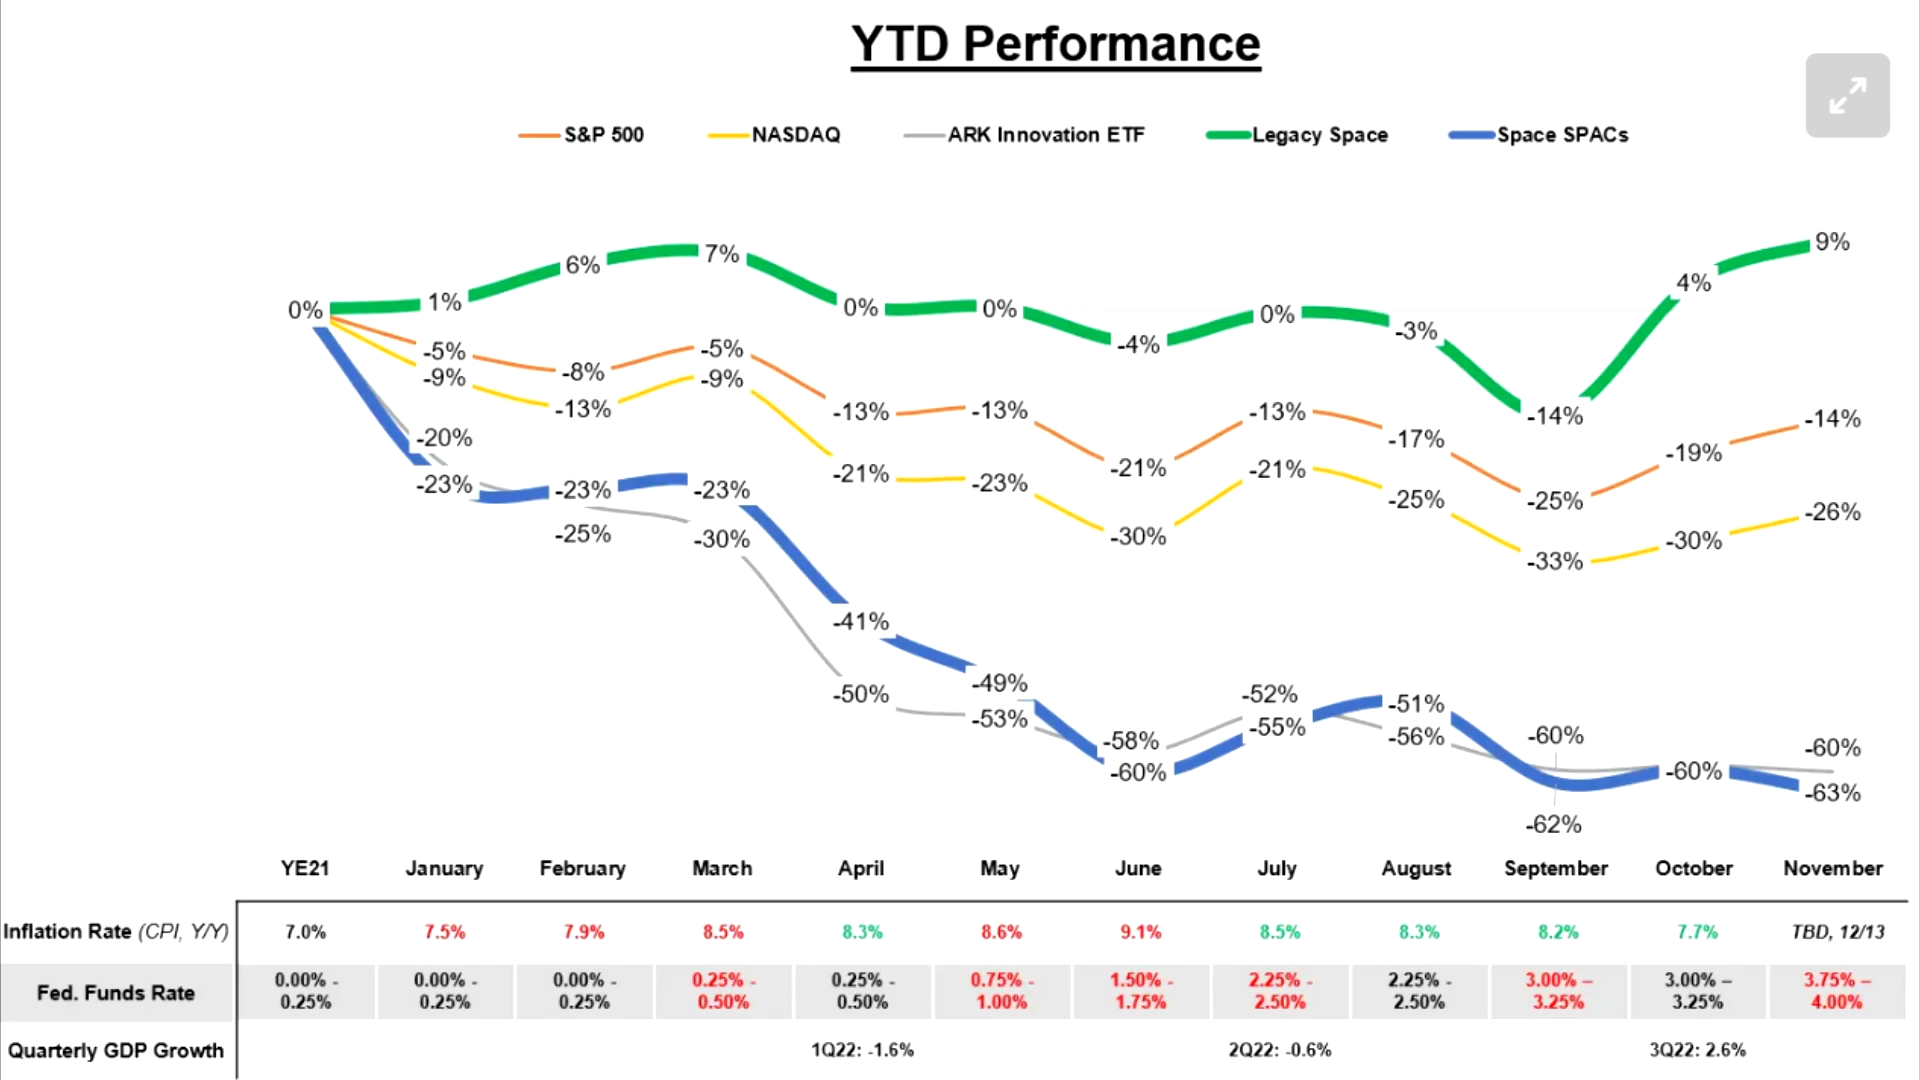 YTD Performance
S&P 500 NASDAQ ARK Innovation ETF Legacy Space Space SPACs
0% 1% 6% 7% 0% 0% -4% 0% -3% -14% 4% 9%
-5% -8% -5% -13% -13% -21% -13% -17% -25% -19% -14%
-9% -13% -9% -21% -23% -30% -21% -25% -33% -30% -26%
-20% -25% -30% -50% -53% -58% -52% -56% -60% -60%
-23% -23% -23% -41% -49% -60% -55% -51% -62% -60% -63%
YE21 January February March April May June July August September October November
Inflation Rate (CPI, Y/Y) 7.0% 7.5% 7.9% 8.5% 8.3% 8.6% 9.1% 8.5% 8.3% 8.2% 7.7% TBD, 12/13
Fed. Funds Rate
0.00% - 0.00% - 0.00% - 0.25% - 0.25% - 0.75% - 1.50% - 2.25% - 2.25% - 3.00% – 3.00% – 3.75% –
0.25% 0.25% 0.25% 0.50% 0.50% 1.00% 1.75% 2.50% 2.50% 3.25% 3.25% 4.00%
Quarterly GDP Growth 1Q22: -1.6% 2Q22: -0.6% 3Q22: 2.6%